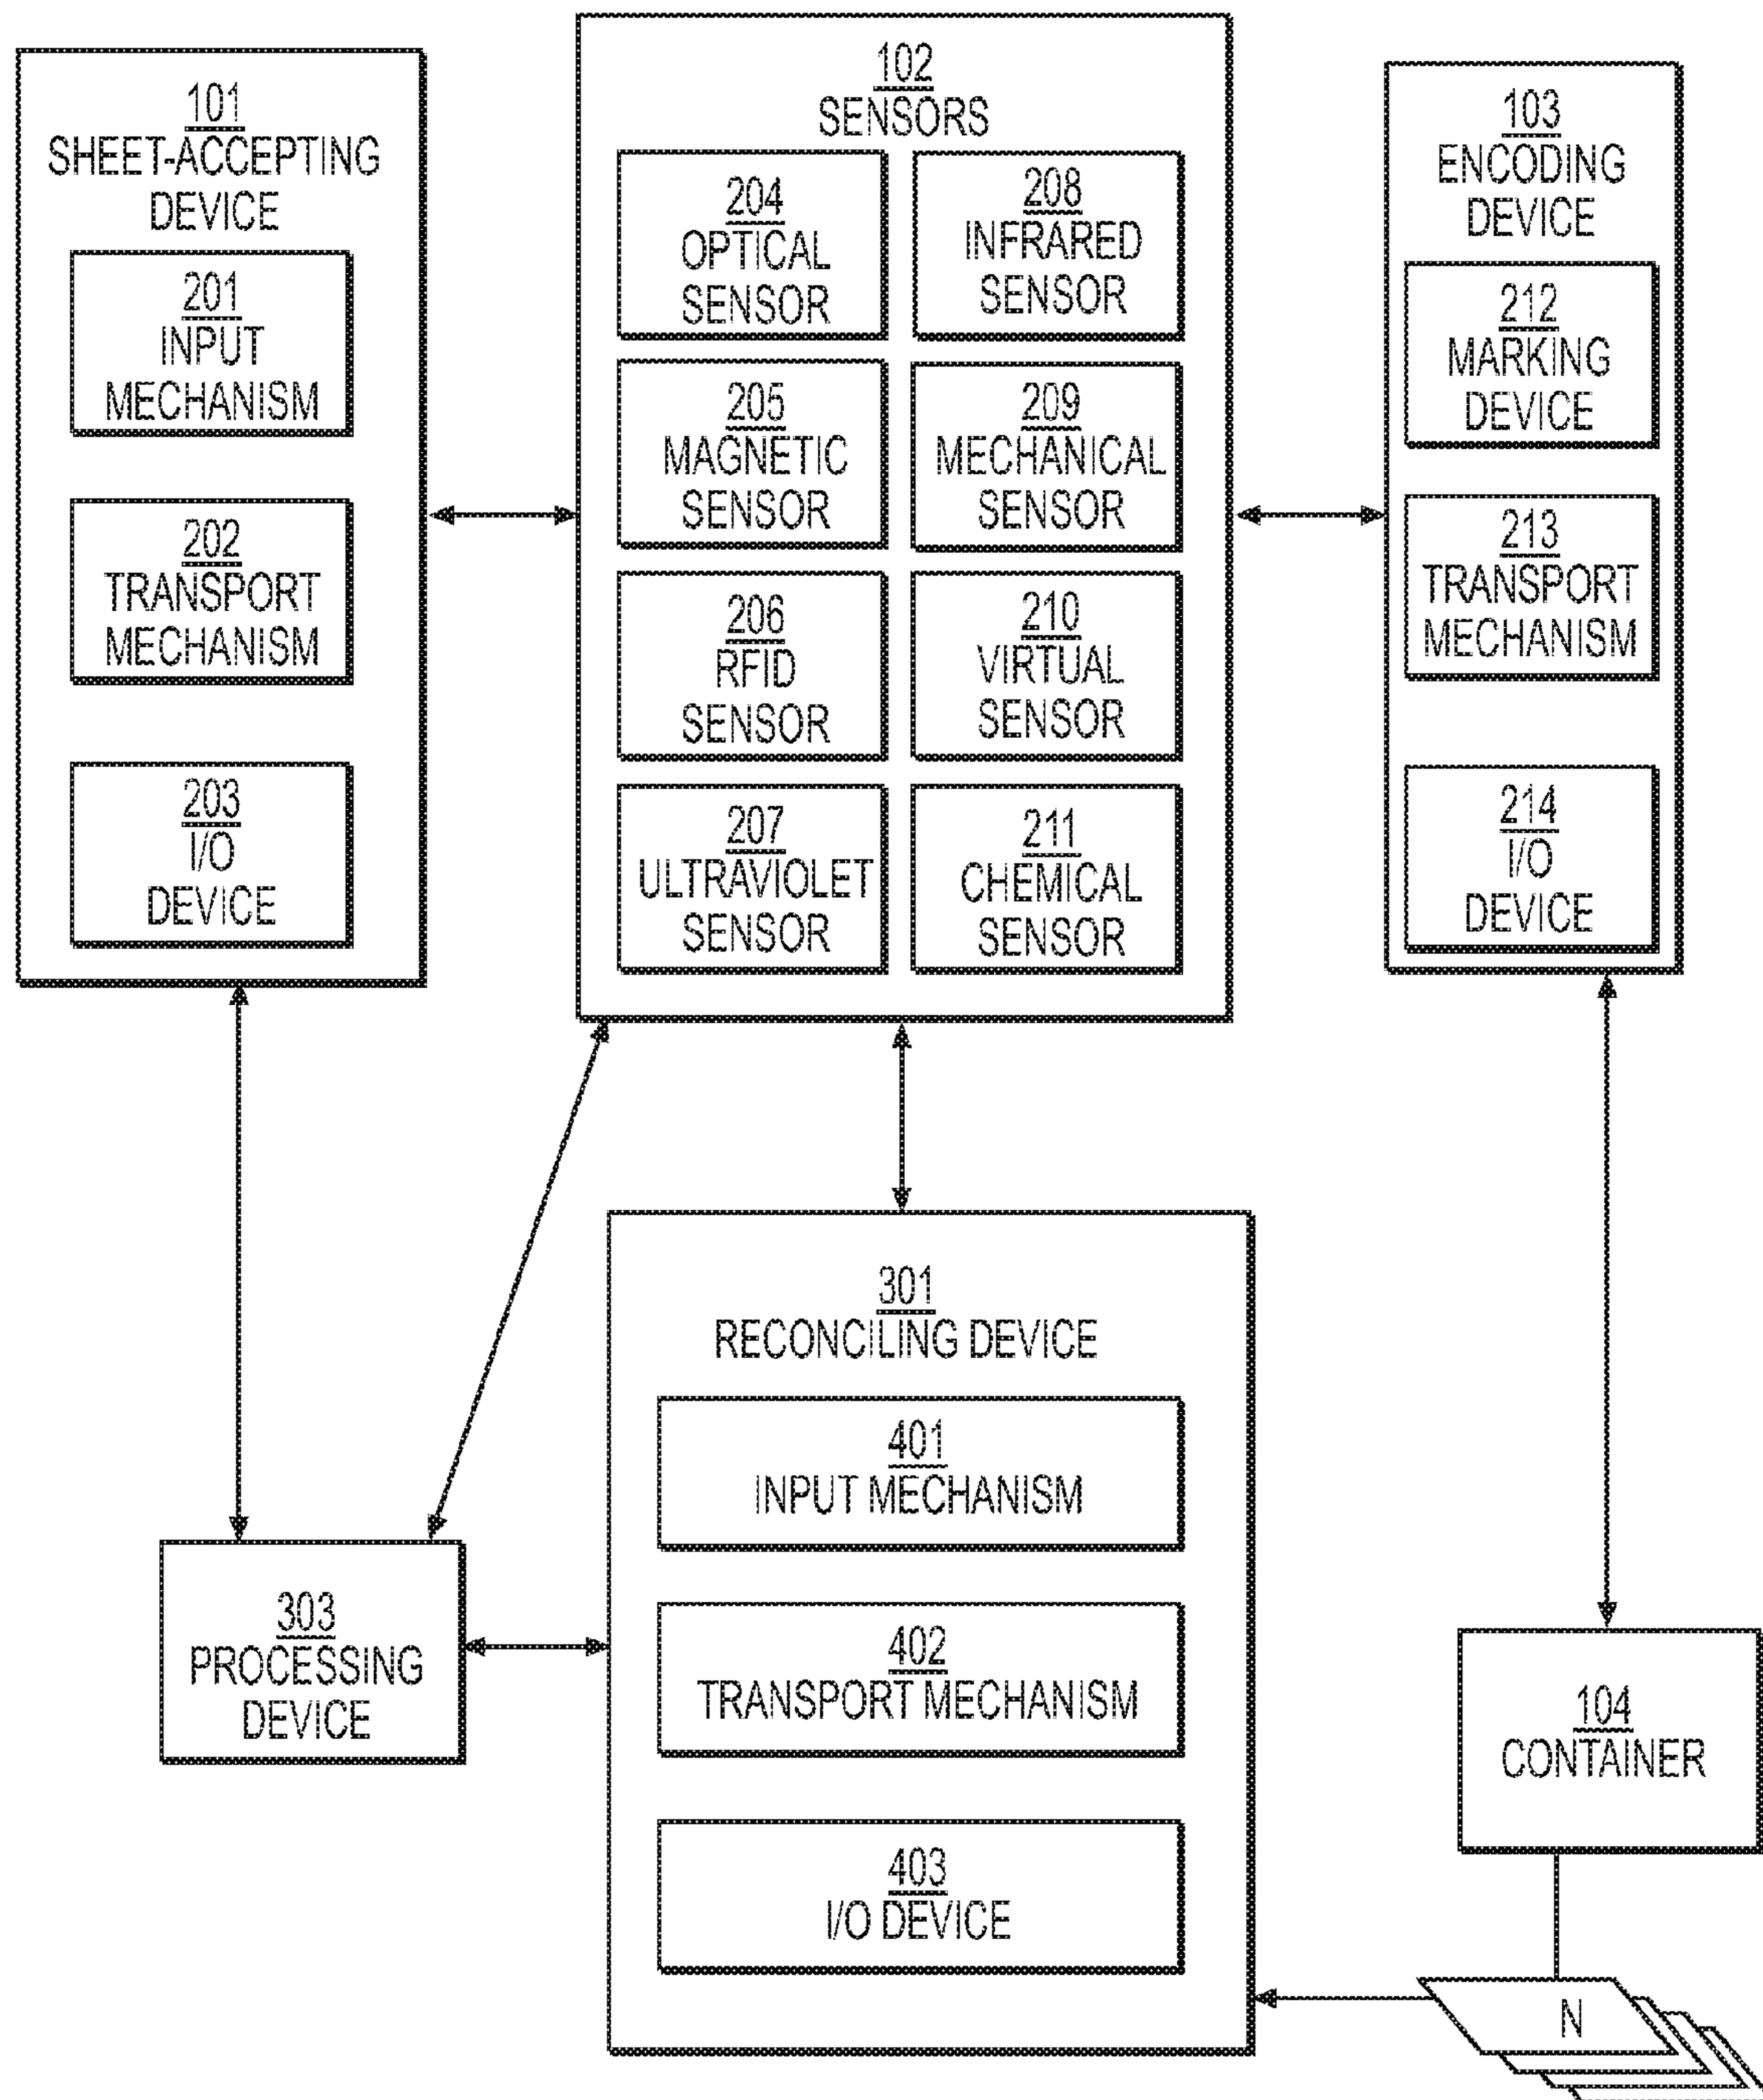 101
SHEET-ACCEPTING
DEVICE
201
INPUT
MECHANISM
202
TRANSPORT
MECHANISM
203
I/O
DEVICE
102
SENSORS
204
OPTICAL
SENSOR
208
INFRARED
SENSOR
205
MAGNETIC
SENSOR
209
MECHANICAL
SENSOR
206
RFID
SENSOR
210
VIRTUAL
SENSOR
207
ULTRAVIOLET
SENSOR
211
CHEMICAL
SENSOR
103
ENCODING
DEVICE
212
MARKING
DEVICE
213
TRANSPORT
MECHANISM
214
I/O
DEVICE
303
PROCESSING
DEVICE
301
RECONCILING DEVICE
401
INPUT MECHANISM
402
TRANSPORT MECHANISM
403
I/O DEVICE
104
CONTAINER
N